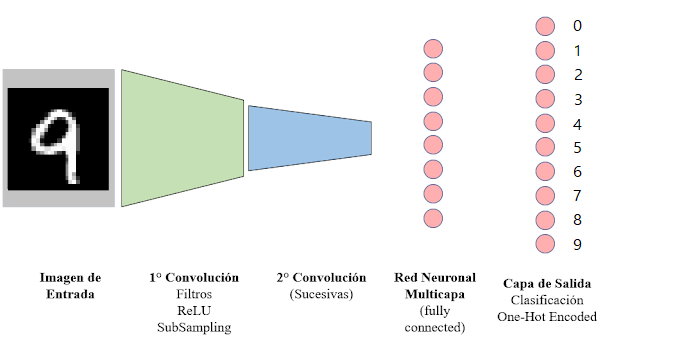 0
1
2
3
4
5
6
7
8
9
Imagen de
Entrada
1° Convolución
Filtros
ReLU
SubSampling
2° Convolución
(Sucesivas)
Red Neuronal
Multicapa
(fully
connected)
Capa de Salida
Clasificación
One-Hot Encoded